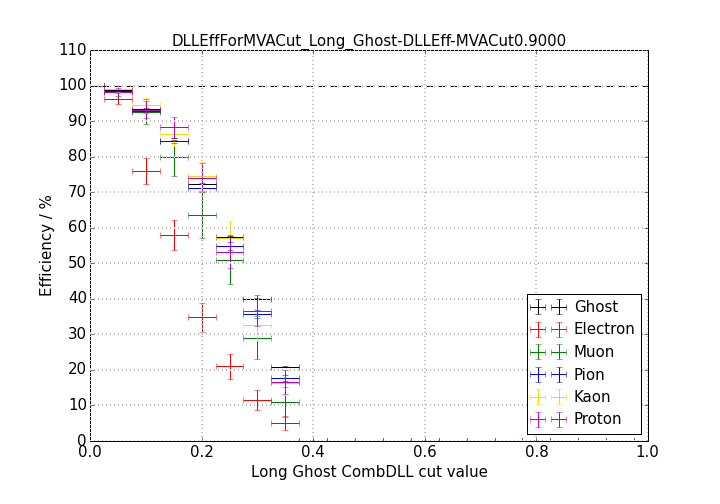 DLLEffForMVACut_Long_Ghost-DLLEff-MVACut0.9000
110
100
90
80
70
60
50
40
30
20
10
0
Efficiency / %
0.0 0.2 0.4 0.6 0.8 1.0
Long Ghost CombDLL cut value
Ghost
Electron
Muon
Pion
Kaon
Proton